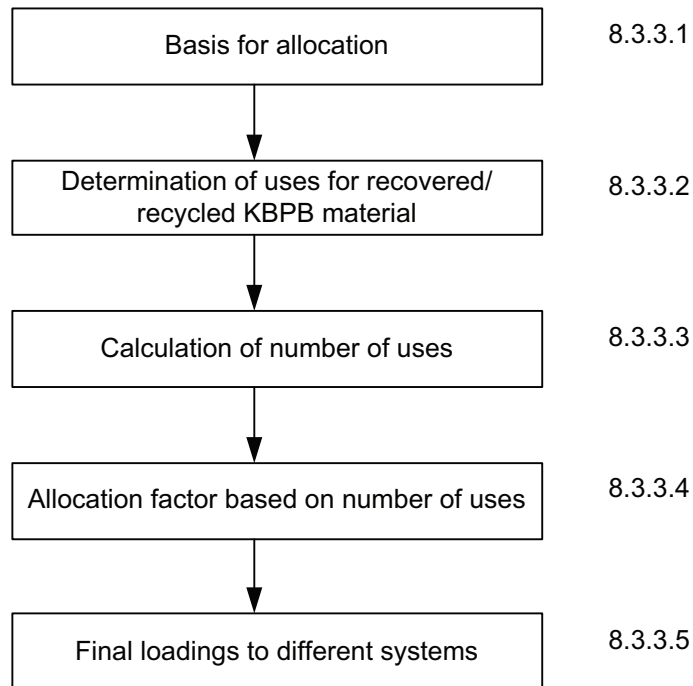 Basis for allocation
8.3.3.1
Determination of uses for recovered/
recycled KBPB material
8.3.3.2
Calculation of number of uses
8.3.3.3
Allocation factor based on number of uses
8.3.3.4
Final loadings to different systems
8.3.3.5